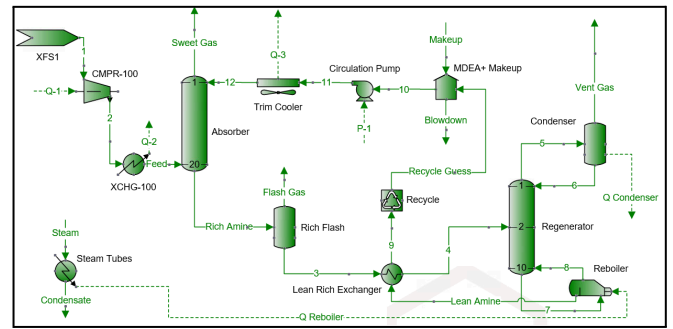 XFS1
1
CMPR-100
Q-1
2
Q-2
Feed
XCHG-100
Sweet Gas
1
20
Absorber
Q-3
12
Trim Cooler
11
Circulation Pump
P-1
10
Makeup
MDEA+ Makeup
Blowdown
Recycle Guess
Recycle
9
Rich Amine
Flash Gas
Rich Flash
3
Lean Rich Exchanger
4
Vent Gas
Condenser
5
6
Q Condenser
1
2
10
Regenerator
Reboiler
8
7
Lean Amine
Steam
Steam Tubes
Condensate
Q Reboiler